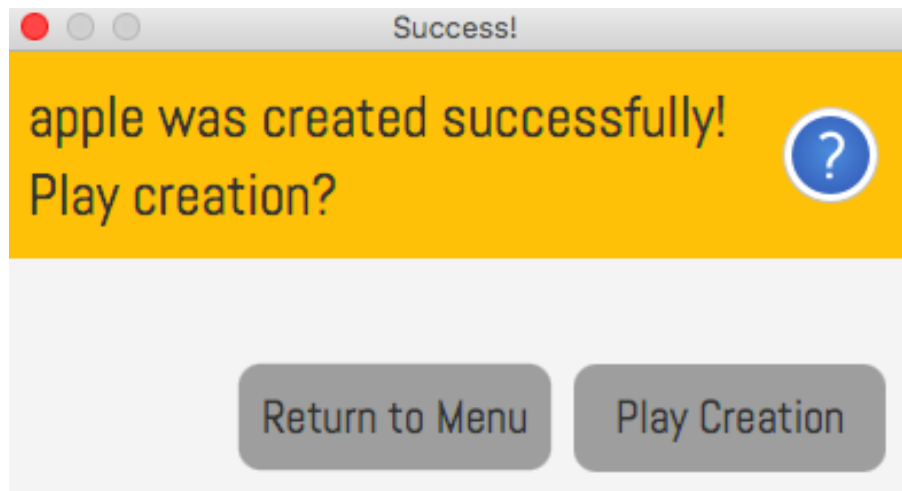 Success!
apple was created successfully!
Play creation?
?
Return to Menu
Play Creation